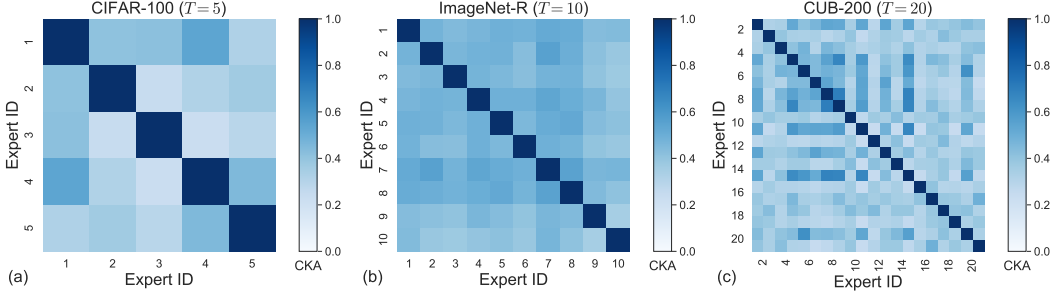 CIFAR-100 (T = 5)
Expert ID
1
2
3
4
5
1 2 3 4 5
Expert ID
(a)
1.0
0.8
0.6
0.4
0.2
0.0
CKA
ImageNet-R (T = 10)
Expert ID
1
2
3
4
5
6
7
8
9
10
1 2 3 4 5 6 7 8 9 10
Expert ID
(b)
1.0
0.8
0.6
0.4
0.2
0.0
CKA
CUB-200 (T = 20)
Expert ID
2
4
6
8
10
12
14
16
18
20
2 4 6 8 10 12 14 16 18 20
Expert ID
(c)
1.0
0.8
0.6
0.4
0.2
0.0
CKA